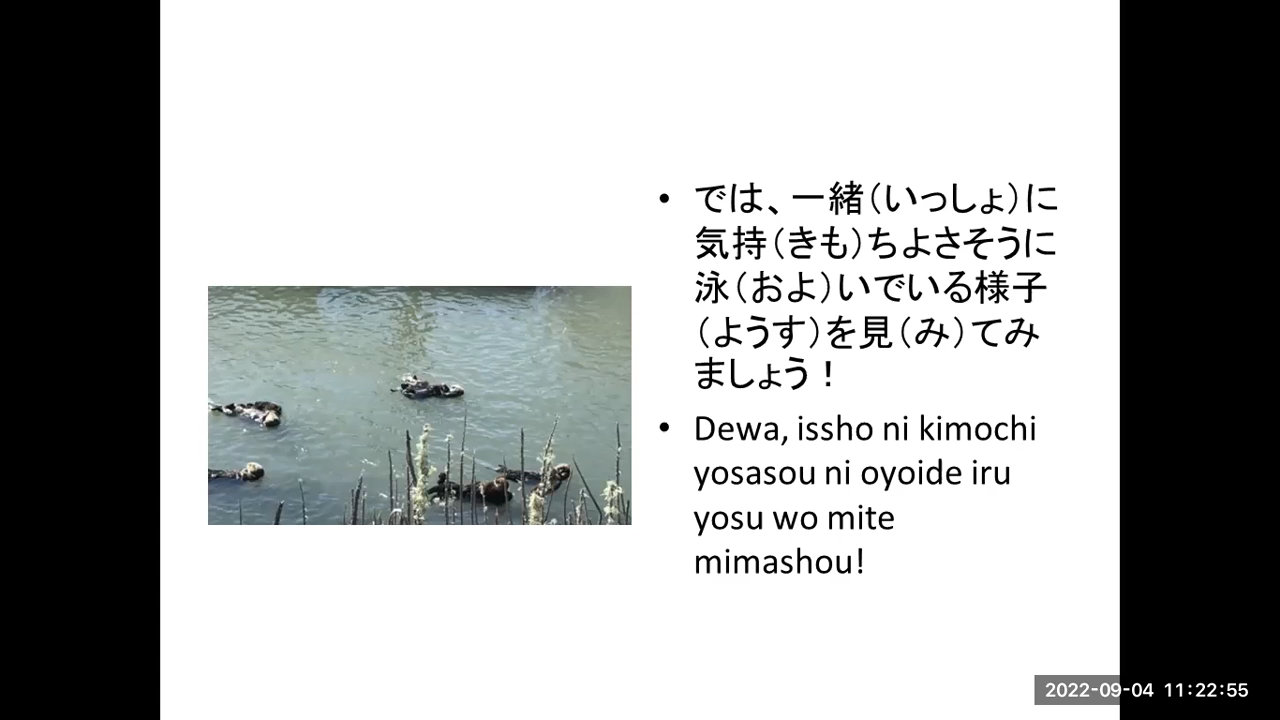 • では、一緒（いっしょ）に
気持（きも）ちよさそうに
泳（およ）いでいる様子
（ようす）を見（み）てみ
ましょう！
• Dewa, issho ni kimochi
yosasou ni oyoide iru
yosu wo mite
mimashou!
2022-09-04 11:22:55